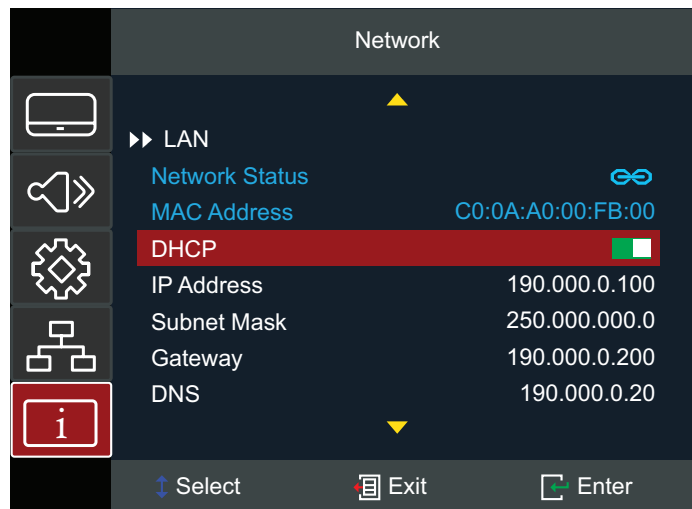 Network
LAN
Network Status
MAC Address C0:0A:A0:00:FB:00
DHCP
IP Address 190.000.0.100
Subnet Mask 250.000.000.0
Gateway 190.000.0.200
DNS 190.000.0.20
i
Select Exit Enter